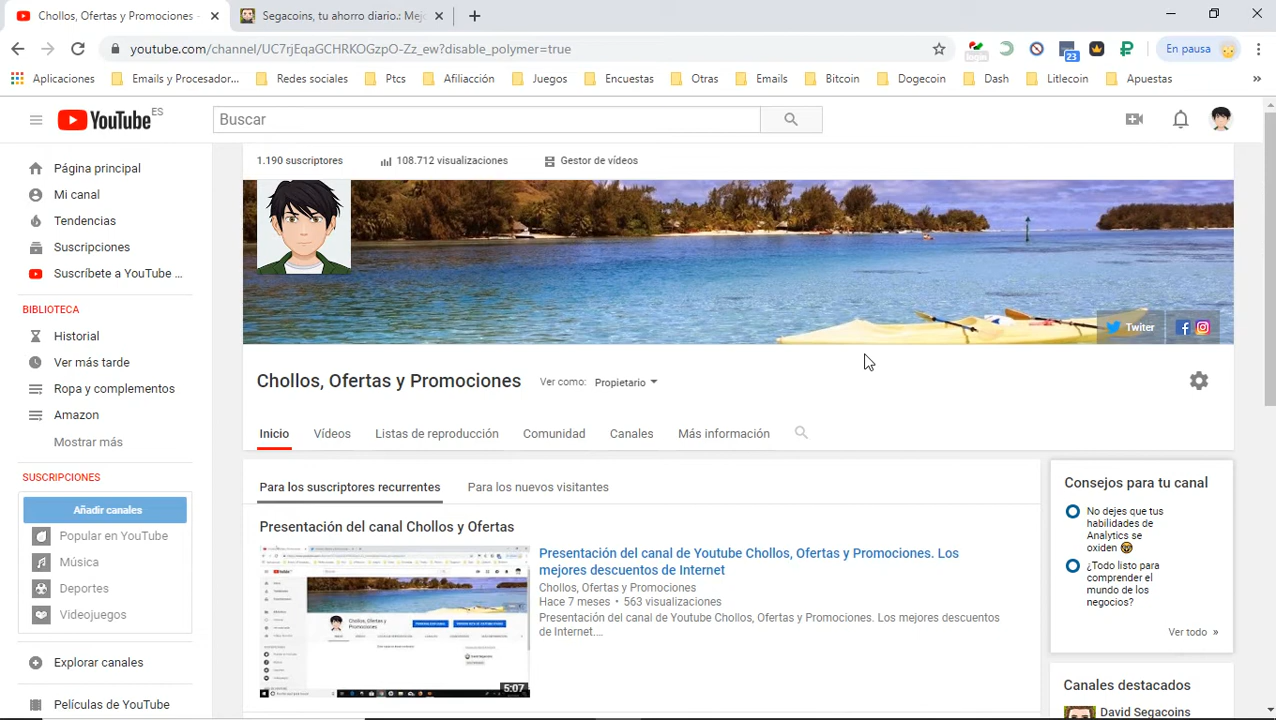 Chollos, Ofertas y Promociones -
Segacoins, tu ahorro diario.: Mej
youtube.com/channel/UC7rjEqaGCHRKOGzpO-Zz_ew?disable_polymer=true
23
En pausa
Aplicaciones
Emails y Procesador...
Redes sociales
Ptcs
Afiliacción
Juegos
Encuestas
Otros
Emails
Bitcoin
Dogecoin
Dash
Litlecoin
Apuestas
»
YouTube ES
Buscar
1.190 suscriptores
108.712 visualizaciones
Gestor de vídeos
Página principal
Mi canal
Tendencias
Suscripciones
Suscríbete a YouTube ...
BIBLIOTECA
Historial
Ver más tarde
Ropa y complementos
Amazon
Mostrar más
SUSCRIPCIONES
Añadir canales
Popular en YouTube
Música
Deportes
Videojuegos
Explorar canales
Películas de YouTube
Twiter
Chollos, Ofertas y Promociones
Ver como: Propietario
Inicio
Vídeos
Listas de reproducción
Comunidad
Canales
Más información
Para los suscriptores recurrentes
Para los nuevos visitantes
Presentación del canal Chollos y Ofertas
Presentación del canal de Youtube Chollos, Ofertas y Promociones. Los
mejores descuentos de Internet
Chollos, Ofertas y Promociones
Hace 7 meses • 563 visualizaciones
Presentación del canal de Youtube Chollos, Ofertas y Promociones. Los mejores descuentos
de Internet....
Chollos, Ofertas y
Promociones
5:07
Consejos para tu canal
No dejes que tus
habilidades de
Analytics se
oxiden
¿Todo listo para
comprender el
mundo de los
negocios?
Ver todo »
Canales destacados
David Segacoins